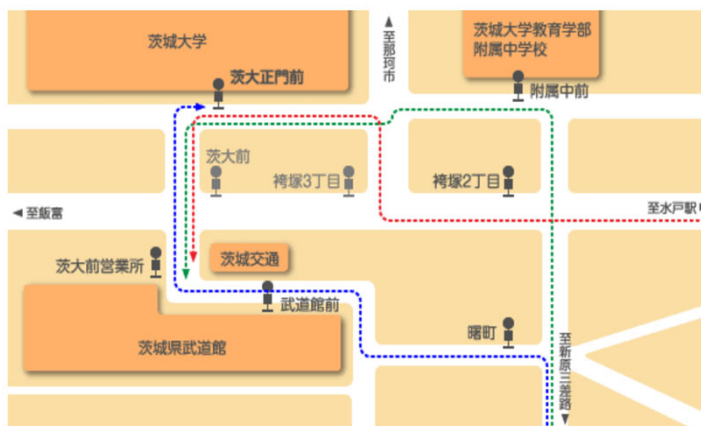 茨城大学
茨大正門前
至那珂市
茨城大学教育学部
附属中学校
附属中前
茨大前
袴塚3丁目
袴塚2丁目
至飯富
至水戸駅
茨大前営業所
茨城交通
武道館前
茨城県武道館
曙町
至新原三差路